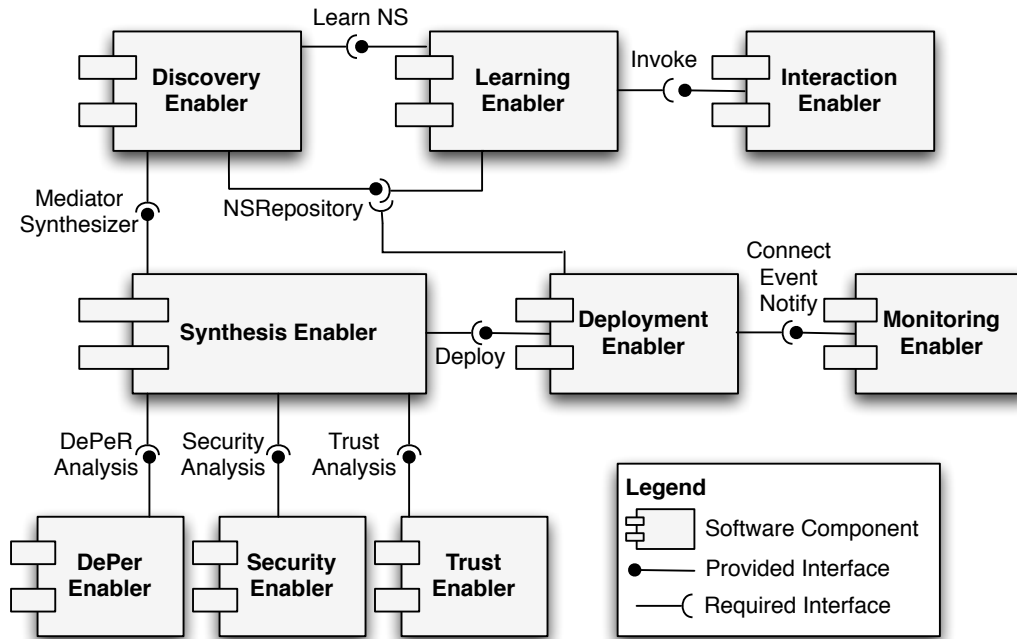 Learn NS
Discovery
Enabler
Learning
Enabler
Invoke
Interaction
Enabler
Mediator
Synthesizer
NSRepository
Connect
Event
Notify
Synthesis Enabler
Deploy
Deployment
Enabler
Monitoring
Enabler
DePeR
Analysis
Security
Analysis
Trust
Analysis
DePer
Enabler
Security
Enabler
Trust
Enabler
Legend
Software Component
Provided Interface
Required Interface